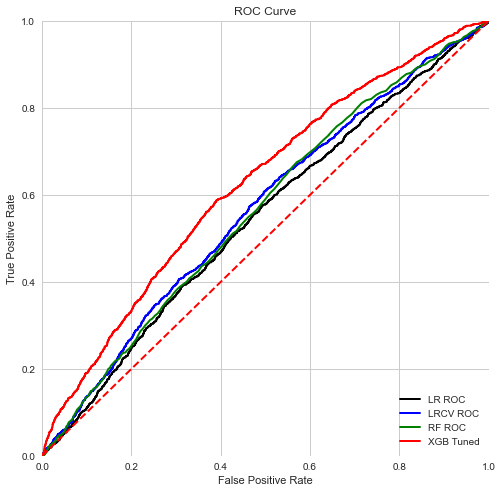 ROC Curve
True Positive Rate
1.0
0.8
0.6
0.4
0.2
0.0
0.0
0.2
0.4
0.6
0.8
1.0
False Positive Rate
LR ROC
LRCV ROC
RF ROC
XGB Tuned